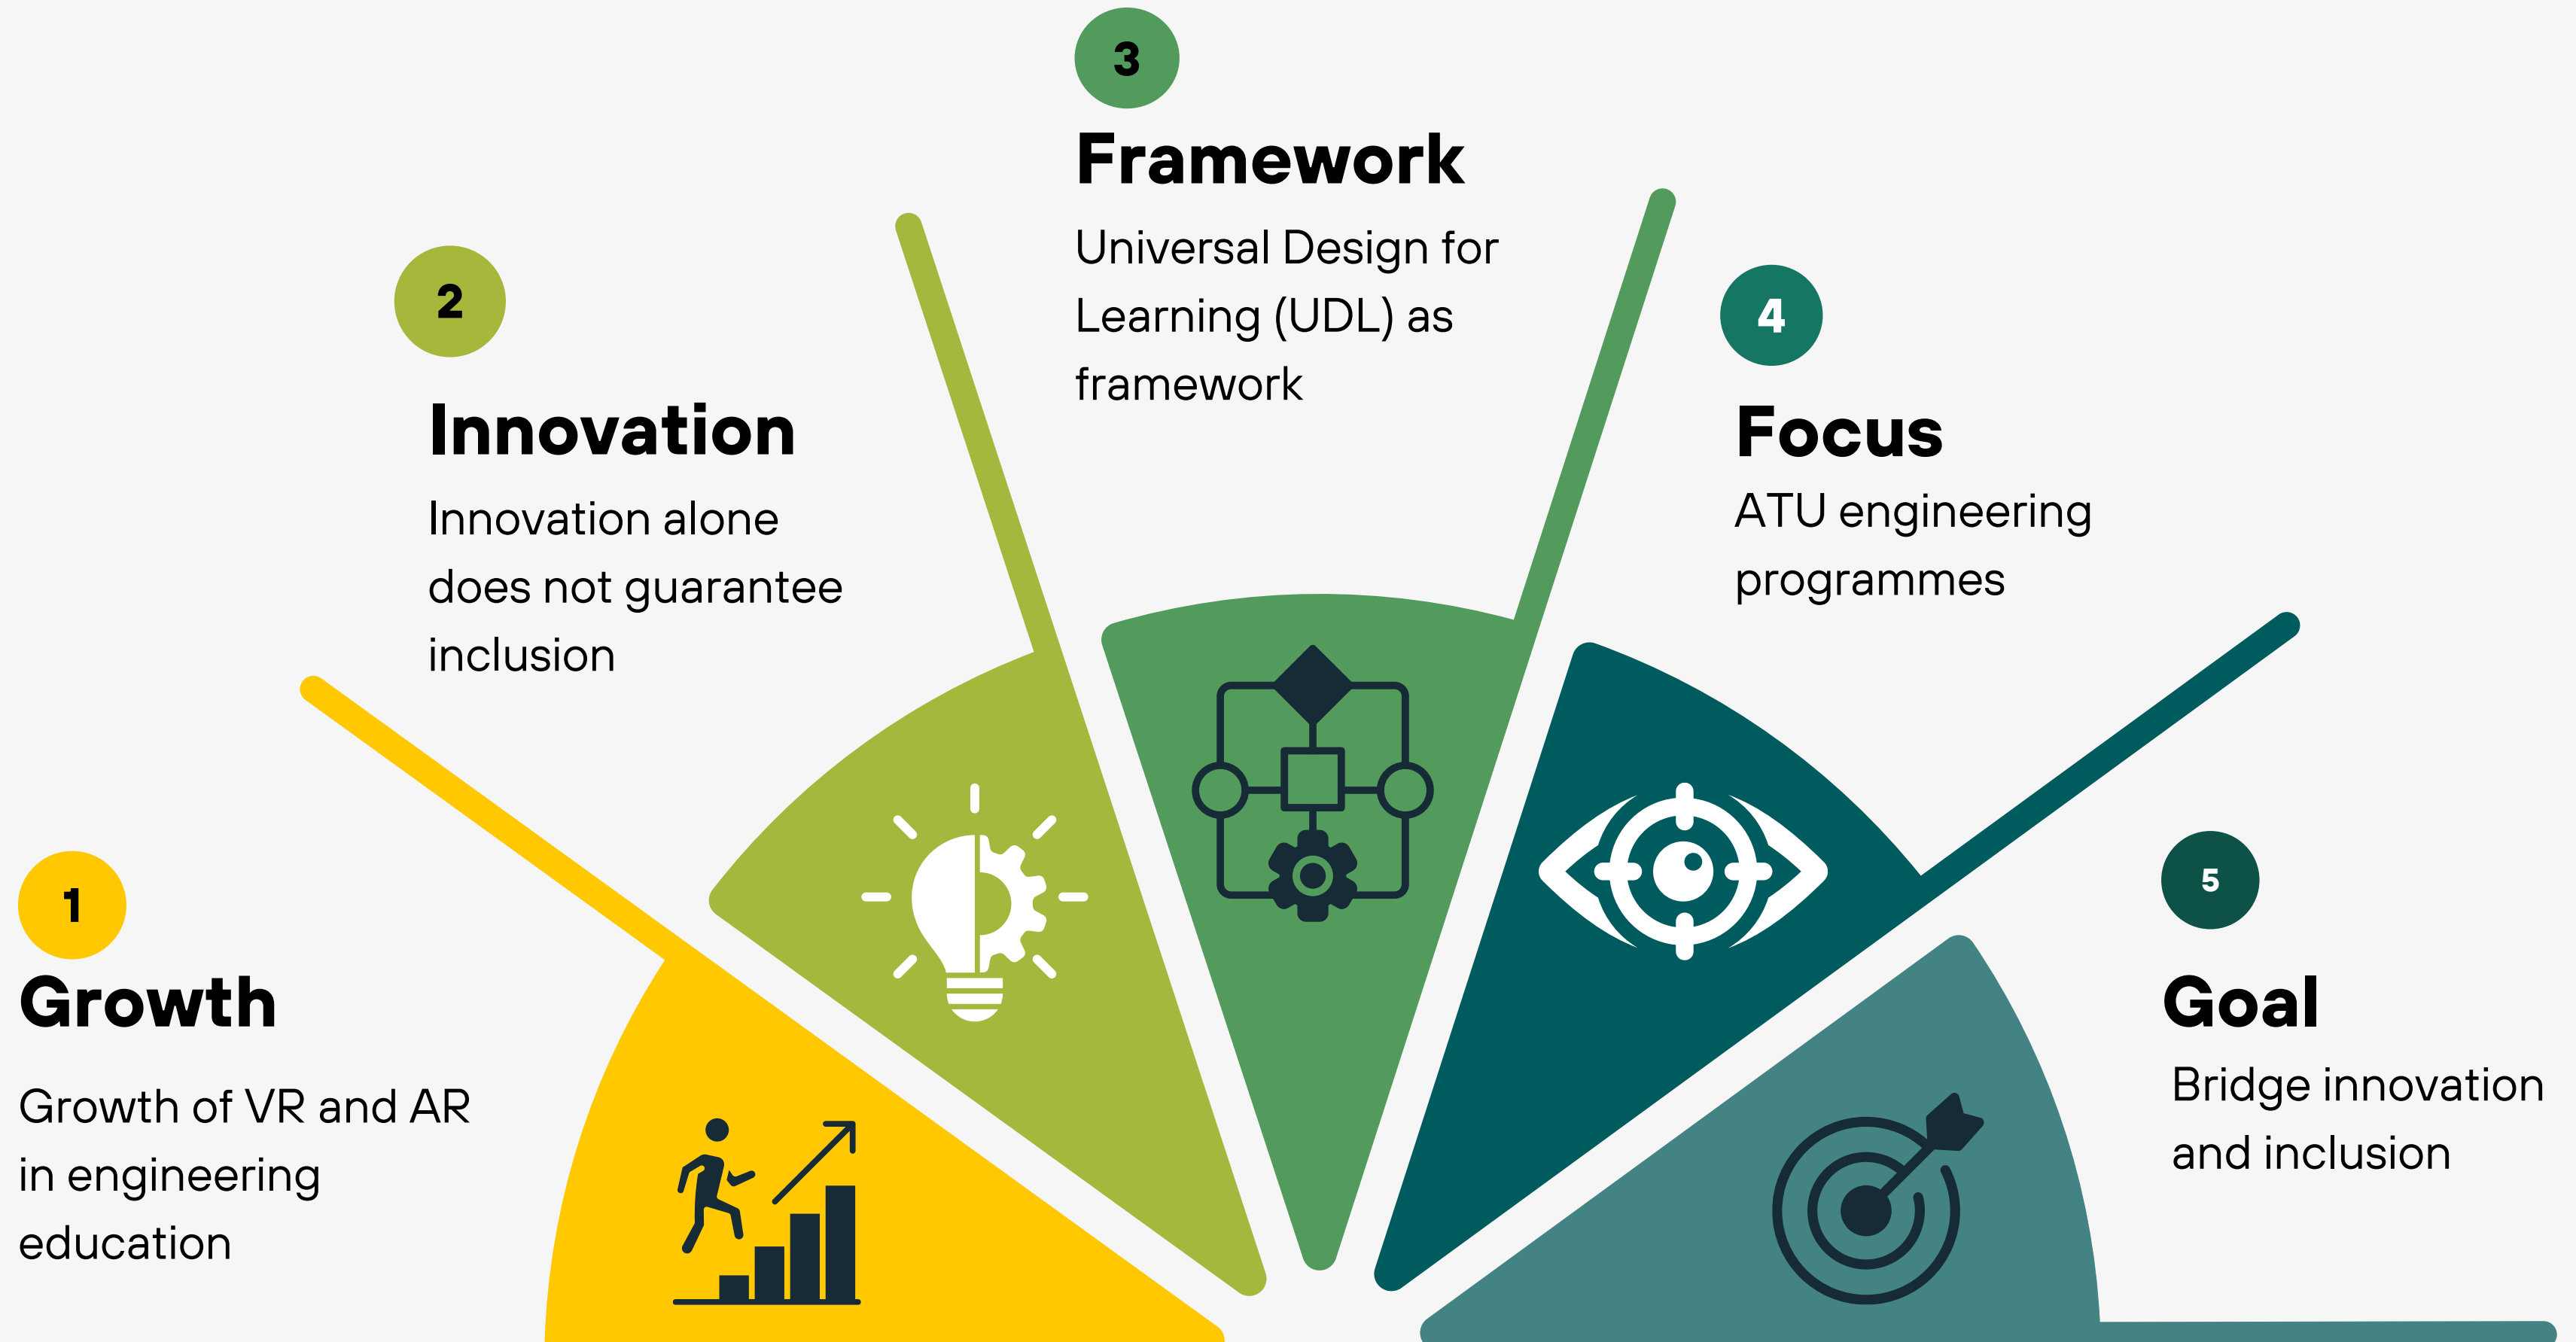 1
Growth
Growth of VR and AR
in engineering
education
2
Innovation
Innovation alone
does not guarantee
inclusion
3
Framework
Universal Design for
Learning (UDL) as
framework
4
Focus
ATU engineering
programmes
5
Goal
Bridge innovation
and inclusion